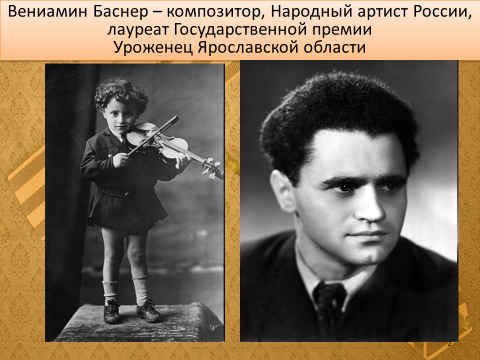 Вениамин Баснер – композитор, Народный артист России,
лауреат Государственной премии
Уроженец Ярославской области